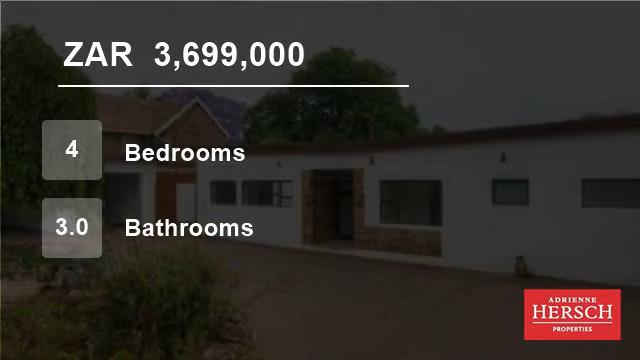 ZAR 3,699,000
4
Bedrooms
3.0
Bathrooms
ADRIENNE
HERSCH
PROPERTIES